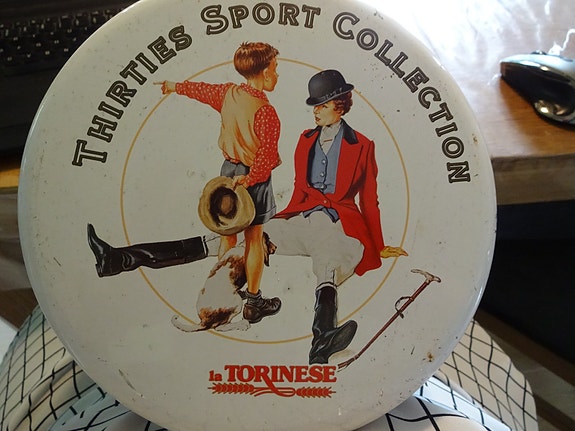 Thirties Sport Collection
la TORINESE